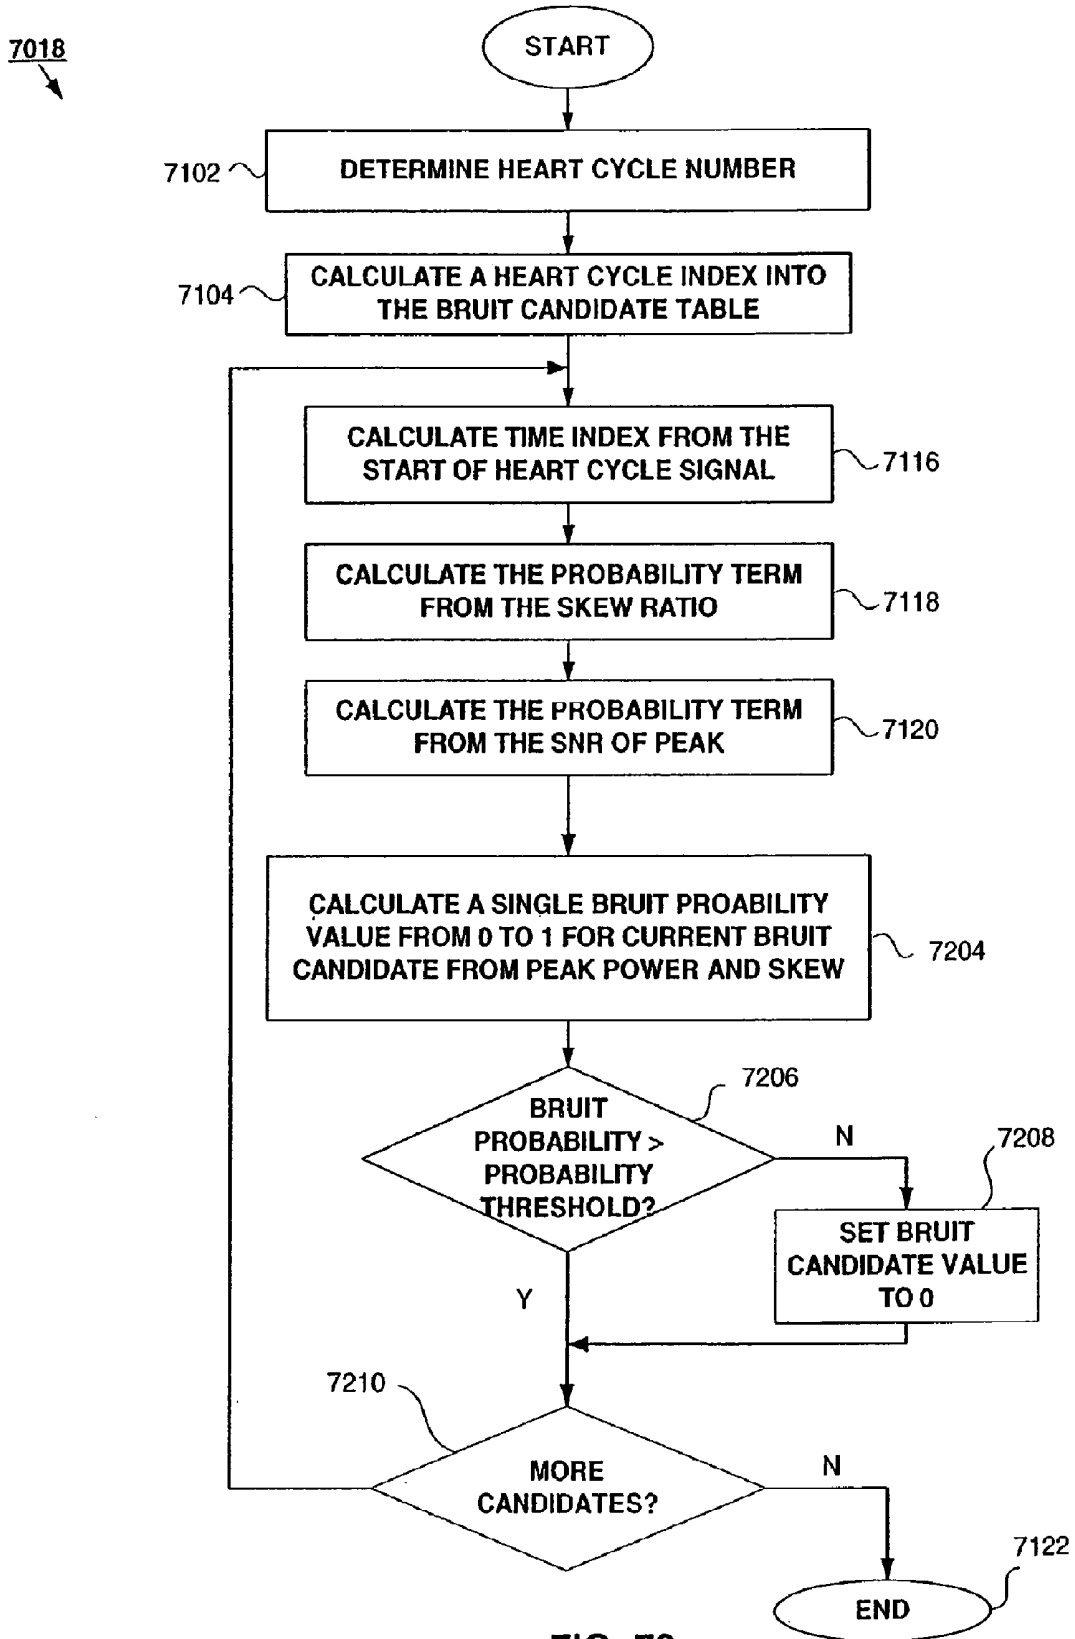 7018
START
7102
DETERMINE HEART CYCLE NUMBER
7104
CALCULATE A HEART CYCLE INDEX INTO
THE BRUIT CANDIDATE TABLE
CALCULATE TIME INDEX FROM THE
START OF HEART CYCLE SIGNAL
7116
CALCULATE THE PROBABILITY TERM
FROM THE SKEW RATIO
7118
CALCULATE THE PROBABILITY TERM
FROM THE SNR OF PEAK
7120
CALCULATE A SINGLE BRUIT PROABILITY
VALUE FROM 0 TO 1 FOR CURRENT BRUIT
CANDIDATE FROM PEAK POWER AND SKEW
7204
7206
BRUIT
PROBABILITY >
PROBABILITY
THRESHOLD?
N
7208
SET BRUIT
CANDIDATE VALUE
TO 0
Y
7210
MORE
CANDIDATES?
N
7122
END